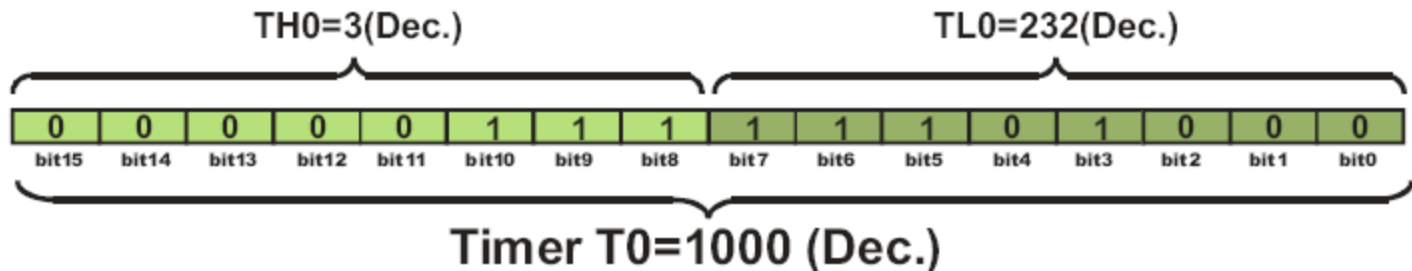 TH0=3(Dec.) TL0=232(Dec.)
0 0 0 0 0 1 1 1 1 1 1 0 1 0 0 0
bit15 bit14 bit13 bit12 bit11 bit10 bit9 bit8 bit7 bit6 bit5 bit4 bit3 bit2 bit1 bit0
Timer T0=1000 (Dec.)